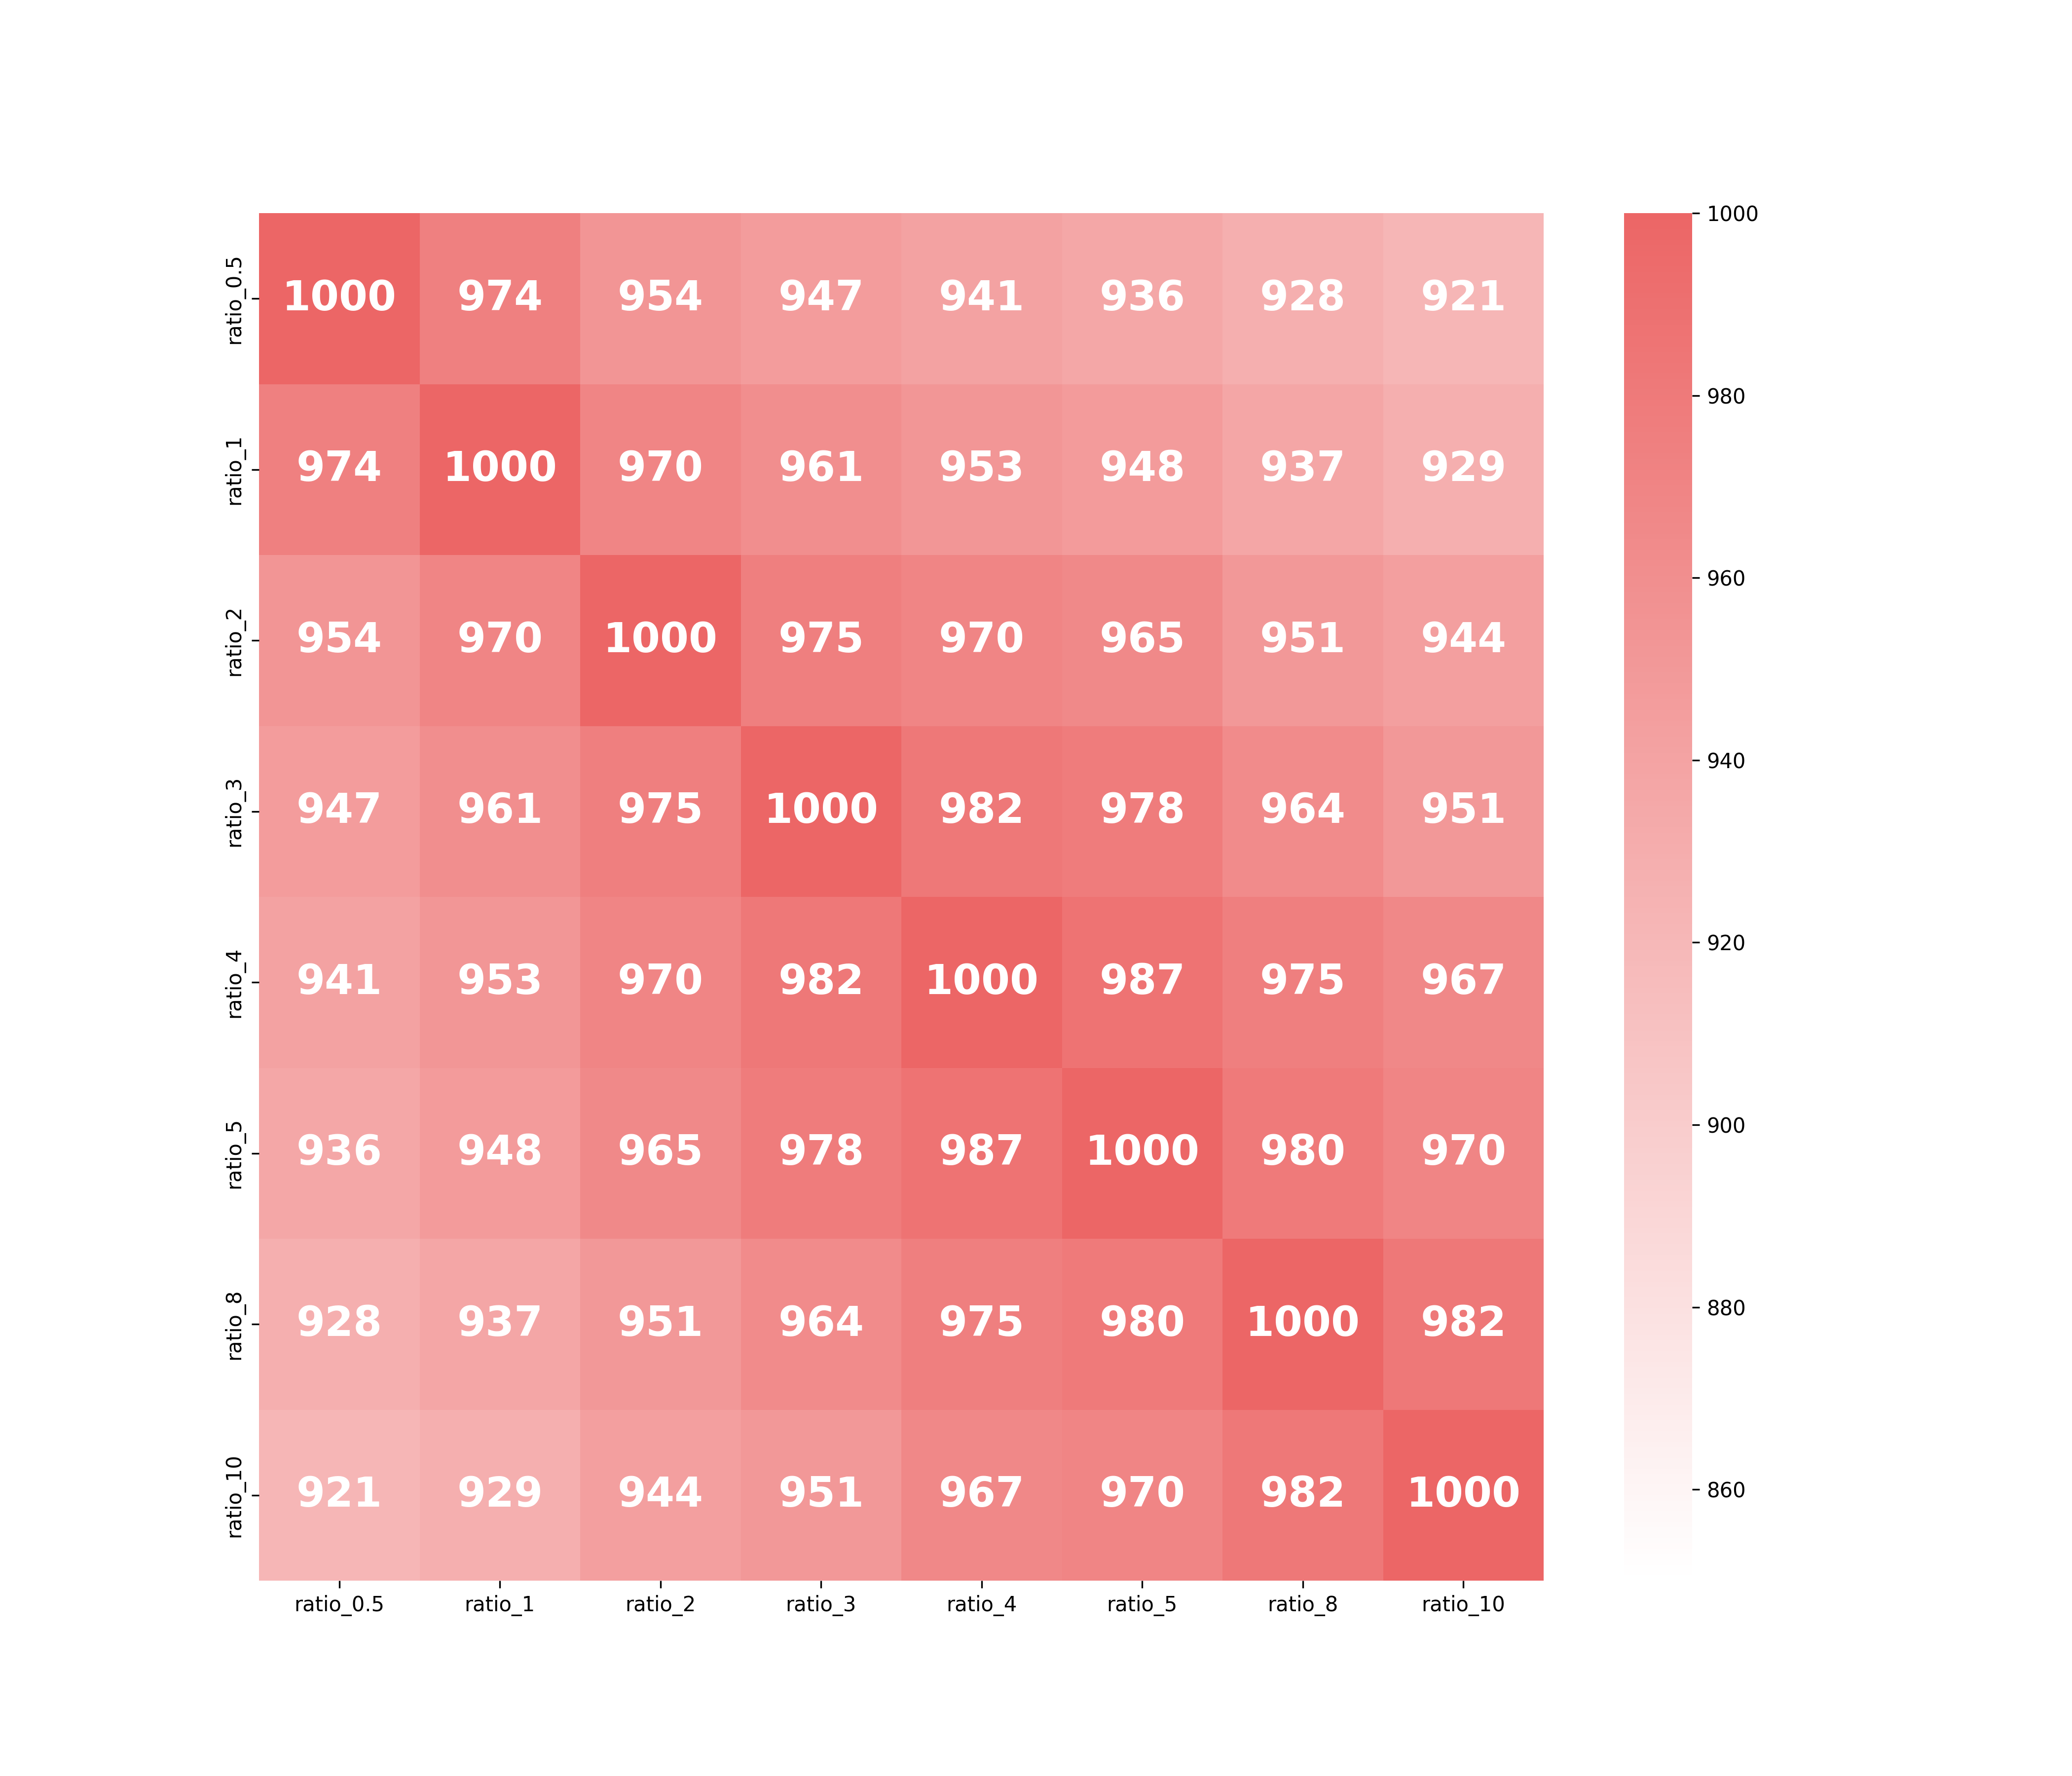 ratio_0.5 1000 974 954 947 941 936 928 921
ratio_1 974 1000 970 961 953 948 937 929
ratio_2 954 970 1000 975 970 965 951 944
ratio_3 947 961 975 1000 982 978 964 951
ratio_4 941 953 970 982 1000 987 975 967
ratio_5 936 948 965 978 987 1000 980 970
ratio_8 928 937 951 964 975 980 1000 982
ratio_10 921 929 944 951 967 970 982 1000
ratio_0.5 ratio_1 ratio_2 ratio_3 ratio_4 ratio_5 ratio_8 ratio_10
1000
980
960
940
920
900
880
860